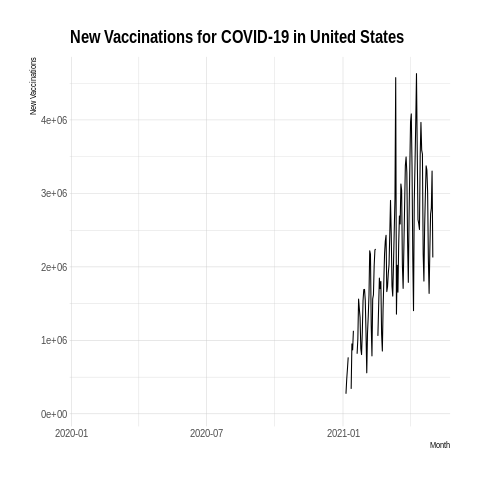 New Vaccinations for COVID-19 in United States
New Vaccinations
4e+06
3e+06
2e+06
1e+06
0e+00
2020-01
2020-07
2021-01
Month